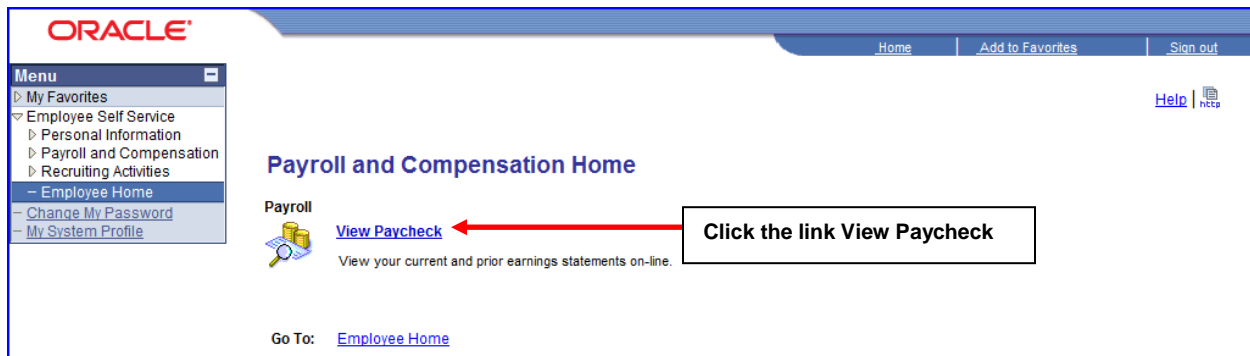 ORACLE
Home
Add to Favorites
Sign out
Menu
My Favorites
Employee Self Service
Personal Information
Payroll and Compensation
Recruiting Activities
– Employee Home
– Change My Password
– My System Profile
Help |
http
Payroll and Compensation Home
Payroll
View Paycheck
Click the link View Paycheck
View your current and prior earnings statements on-line.
Go To: Employee Home